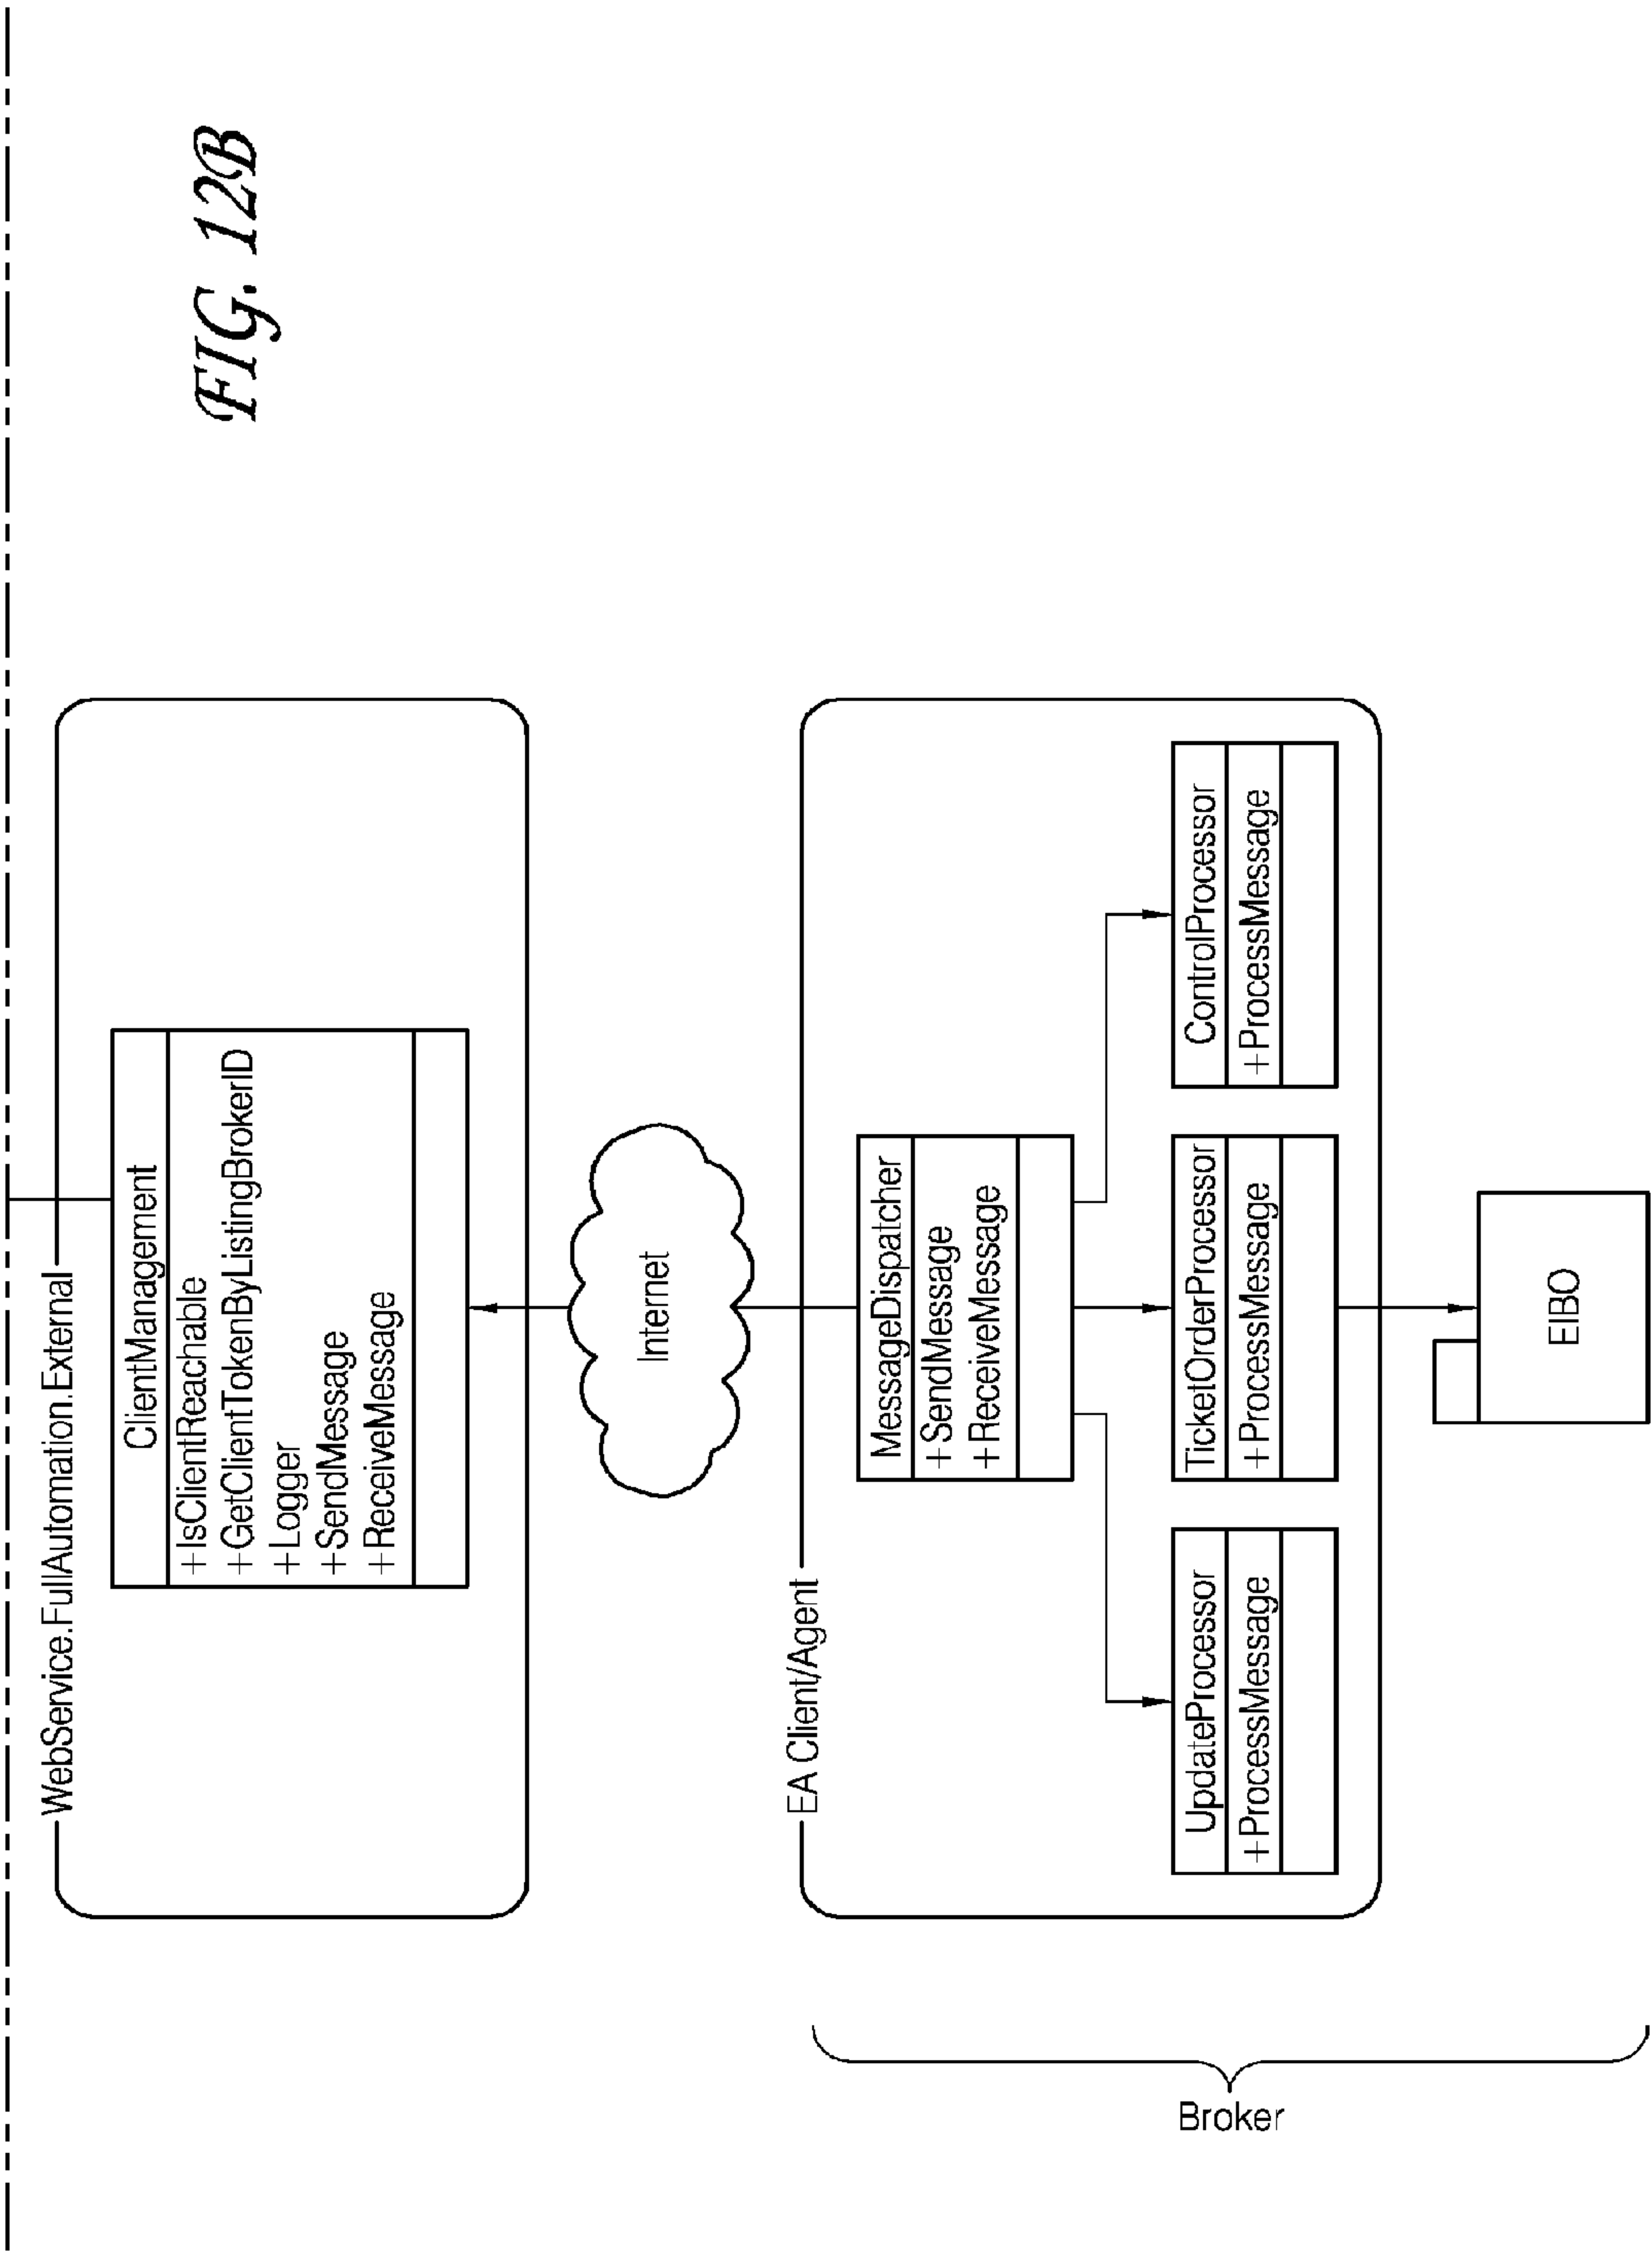 FIG. 12B
WebService.FullAutomation.External
ClientManagement
+IsClientReachable
+GetClientTokenByListingBrokerID
+Logger
+SendMessage
+ReceiveMessage
Internet
EA Client/Agent
MessageDispatcher
+SendMessage
+ReceiveMessage
UpdateProcessor
+ProcessMessage
TicketOrderProcessor
+ProcessMessage
ControlProcessor
+ProcessMessage
EIBO
Broker